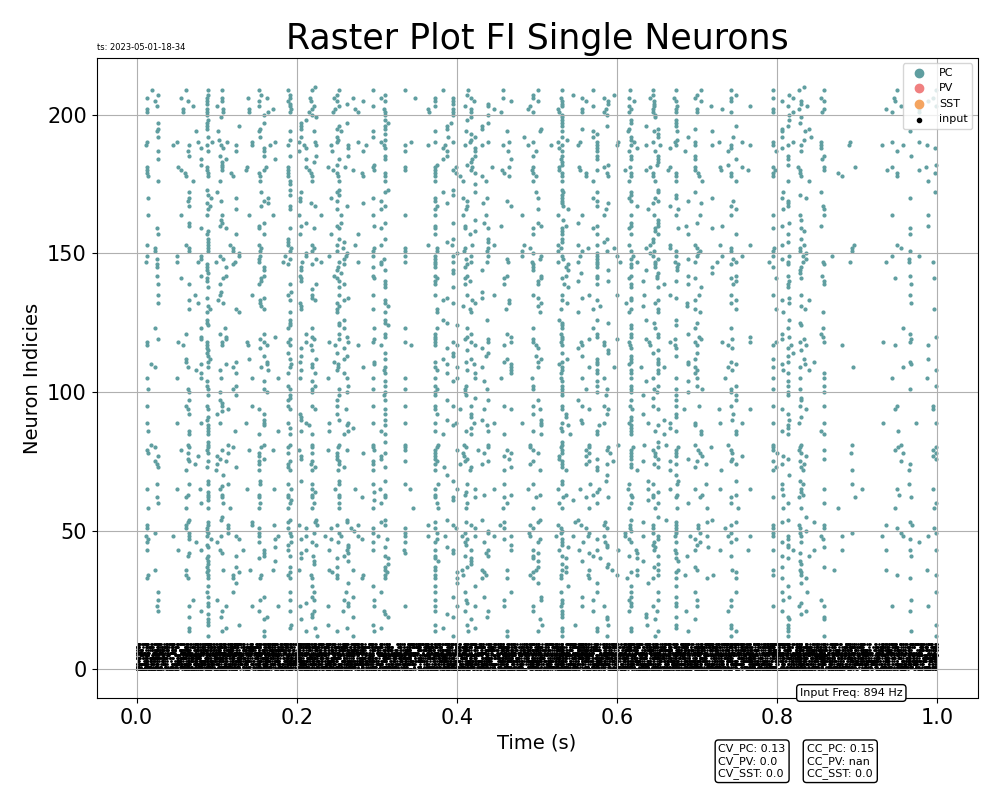 Raster Plot FI Single Neurons
ts: 2023-05-01-18-34
PC
PV
SST
input
200
150
100
50
0
Neuron Indicies
0.0 0.2 0.4 0.6 0.8 1.0
Time (s)
Input Freq: 894 Hz
CV_PC: 0.13
CV_PV: 0.0
CV_SST: 0.0
CC_PC: 0.15
CC_PV: nan
CC_SST: 0.0